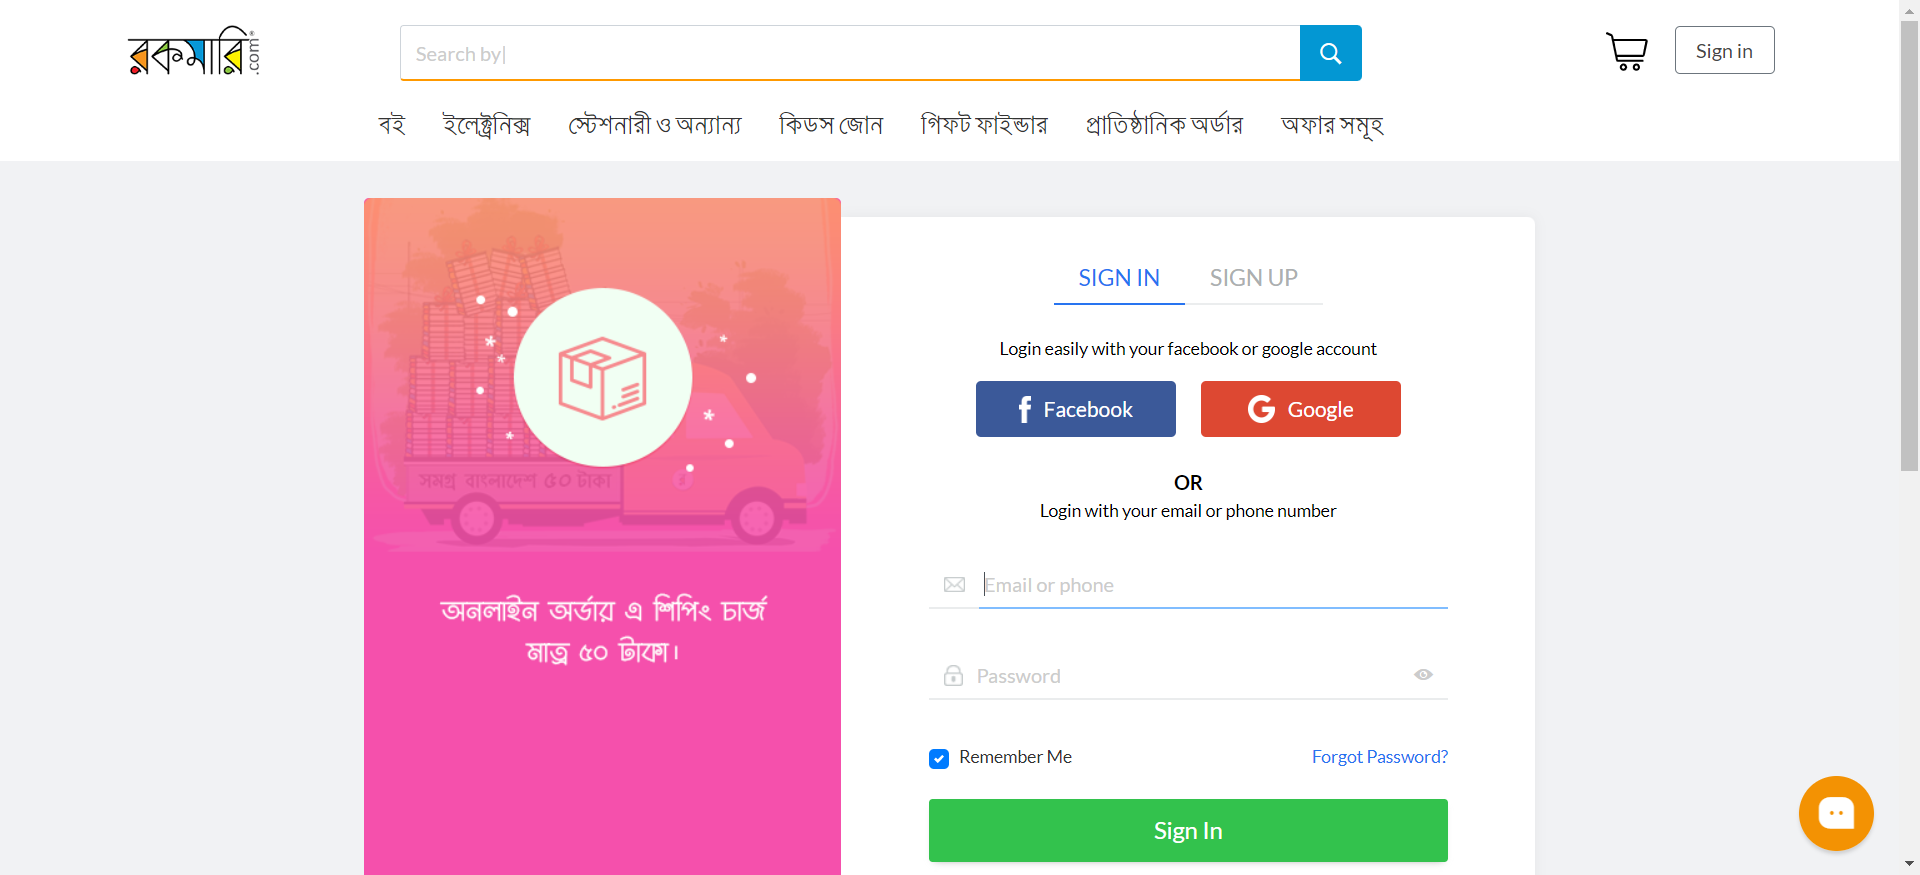 রকমারি.com
Search by
Sign in
বই
ইলেক্ট্রনিক্স
স্টেশনারী ও অন্যান্য
কিডস জোন
গিফট ফাইন্ডার
প্রাতিষ্ঠানিক অর্ডার
অফার সমূহ
সমগ্র বাংলাদেশ ৫০ টাকা
অনলাইন অর্ডার এ শিপিং চার্জ
মাত্র ৫০ টাকা।
SIGN IN
SIGN UP
Login easily with your facebook or google account
Facebook
Google
OR
Login with your email or phone number
Email or phone
Password
Remember Me
Forgot Password?
Sign In